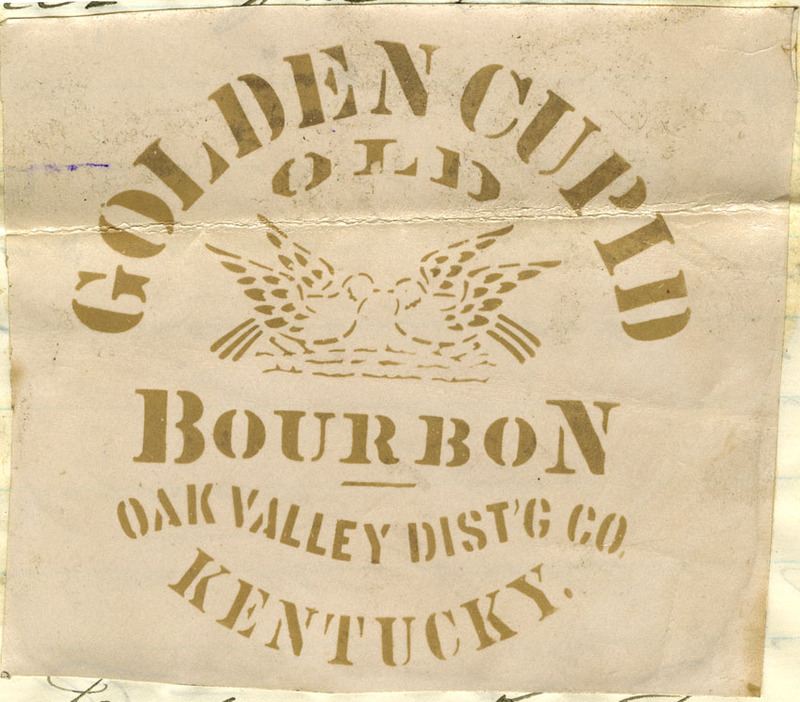 GOLDEN CUPID
OLD
BOURBON
OAK VALLEY DIST'G CO.
KENTUCKY.